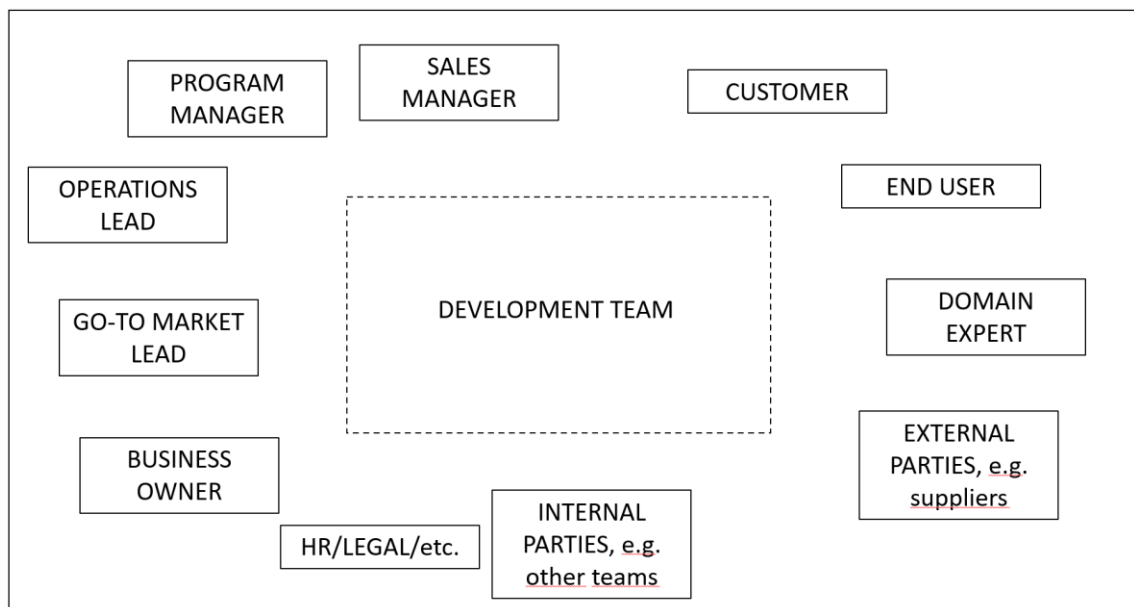 PROGRAM
MANAGER
SALES
MANAGER
CUSTOMER
OPERATIONS
LEAD
END USER
DEVELOPMENT TEAM
GO-TO MARKET
LEAD
DOMAIN
EXPERT
BUSINESS
OWNER
EXTERNAL
PARTIES, e.g.
suppliers
HR/LEGAL/etc.
INTERNAL
PARTIES, e.g.
other teams